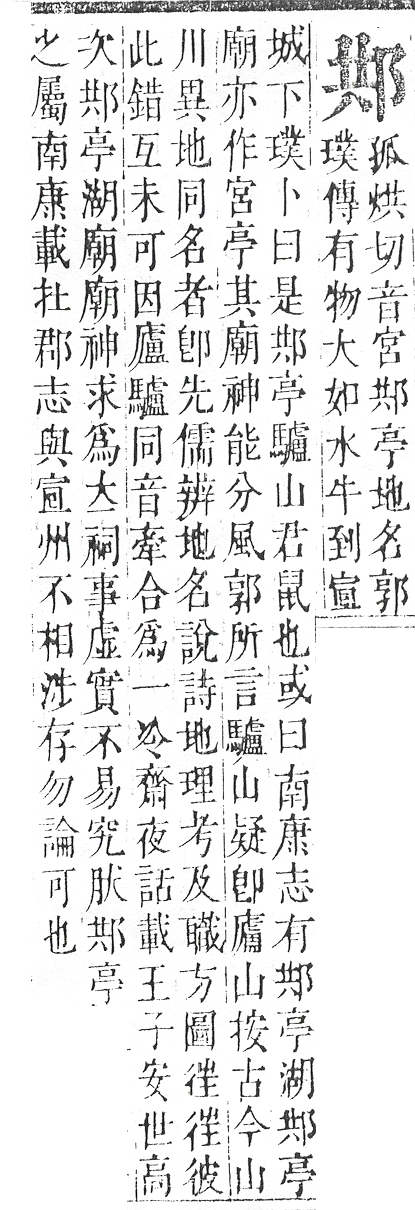 䢼
狐烘切音宮䢼亭地名郭
璞傳有物大如水牛到宣
城下璞卜曰是䢼亭驢山君鼠也或曰南康志有䢼亭湖䢼亭
廟亦作宮亭其廟神能分風郭所言驢山疑卽廬山按古今山
川異地同名者卽先儒辨地名說詩地理考及職方圖徃徃彼
此錯互未可因廬驢同音牽合爲一冷齋夜話載王子安世高
次䢼亭湖廟廟神求爲大祠事虛實不易究肰䢼亭
之屬南康載扗郡志與宣州不相涉存勿論可也